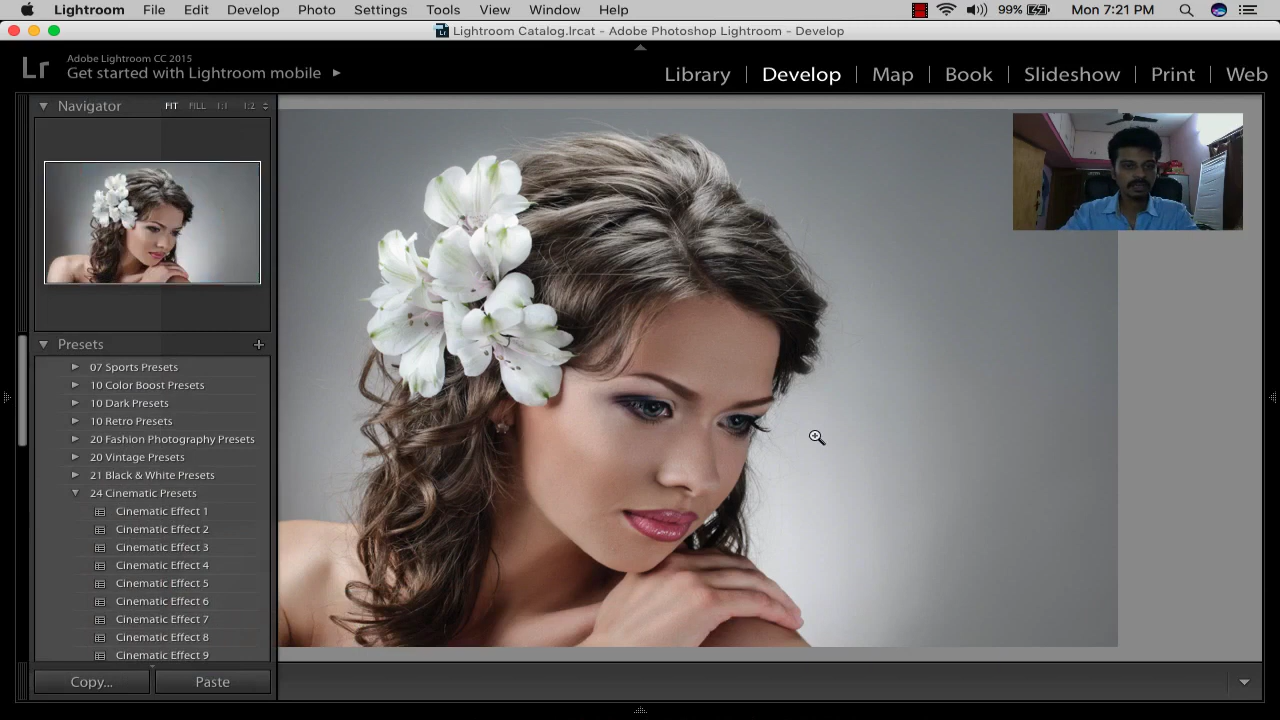 Lightroom File Edit Develop Photo Settings Tools View Window Help 99% Mon 7:21 PM
Lightroom Catalog.lrcat - Adobe Photoshop Lightroom - Develop
Lr
Adobe Lightroom CC 2015
Get started with Lightroom mobile
Library Develop Map Book Slideshow Print Web
Navigator FIT FILL 1:1 1:2
Presets
07 Sports Presets
10 Color Boost Presets
10 Dark Presets
10 Retro Presets
20 Fashion Photography Presets
20 Vintage Presets
21 Black & White Presets
24 Cinematic Presets
Cinematic Effect 1
Cinematic Effect 2
Cinematic Effect 3
Cinematic Effect 4
Cinematic Effect 5
Cinematic Effect 6
Cinematic Effect 7
Cinematic Effect 8
Cinematic Effect 9
Copy... Paste